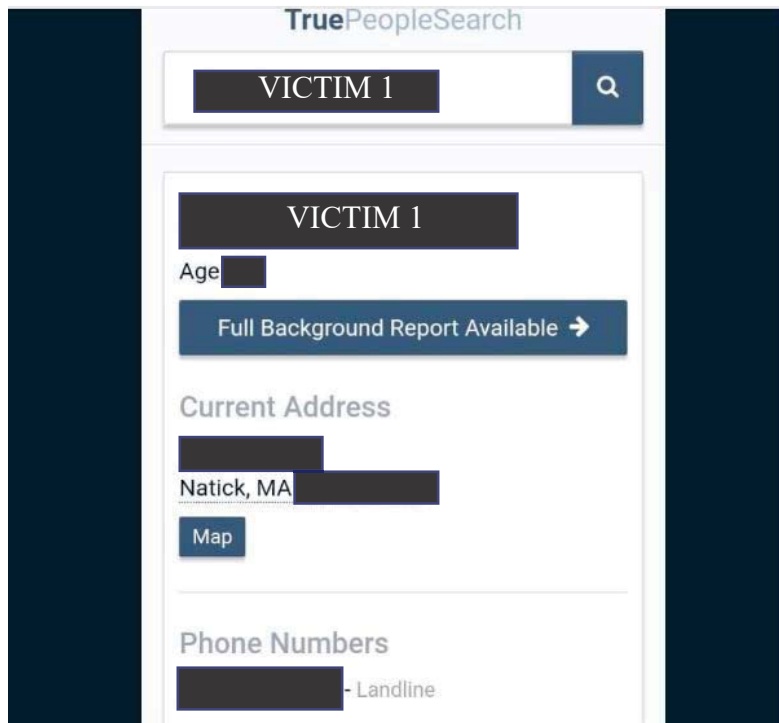 TruePeopleSearch
VICTIM 1
VICTIM 1
Age
Full Background Report Available
Current Address
Natick, MA
Map
Phone Numbers
- Landline